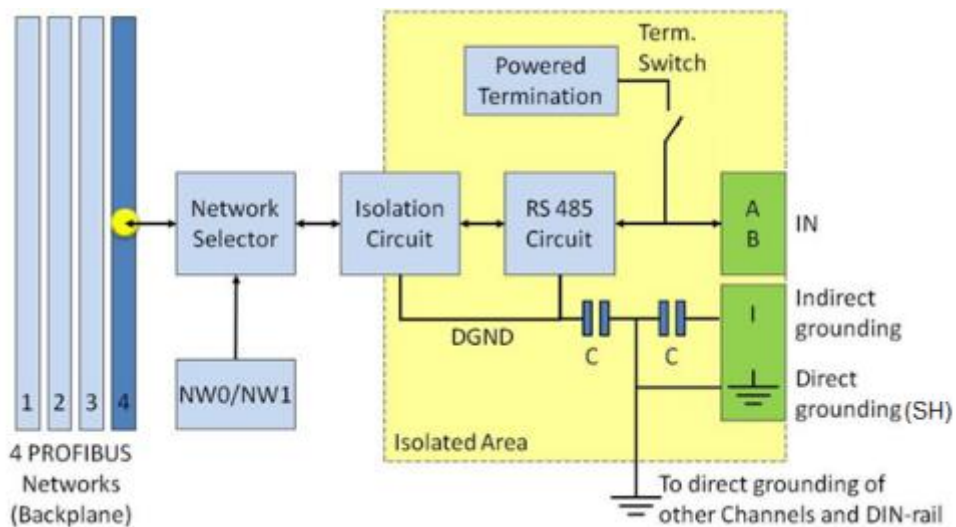 Term.
Switch
Powered
Termination
Network
Selector
Isolation
Circuit
RS 485
Circuit
A
B
IN
I
Indirect
grounding
DGND
C
C
NW0/NW1
Direct
grounding(SH)
1
2
3
4
Isolated Area
4 PROFIBUS
Networks
(Backplane)
To direct grounding of
other Channels and DIN-rail